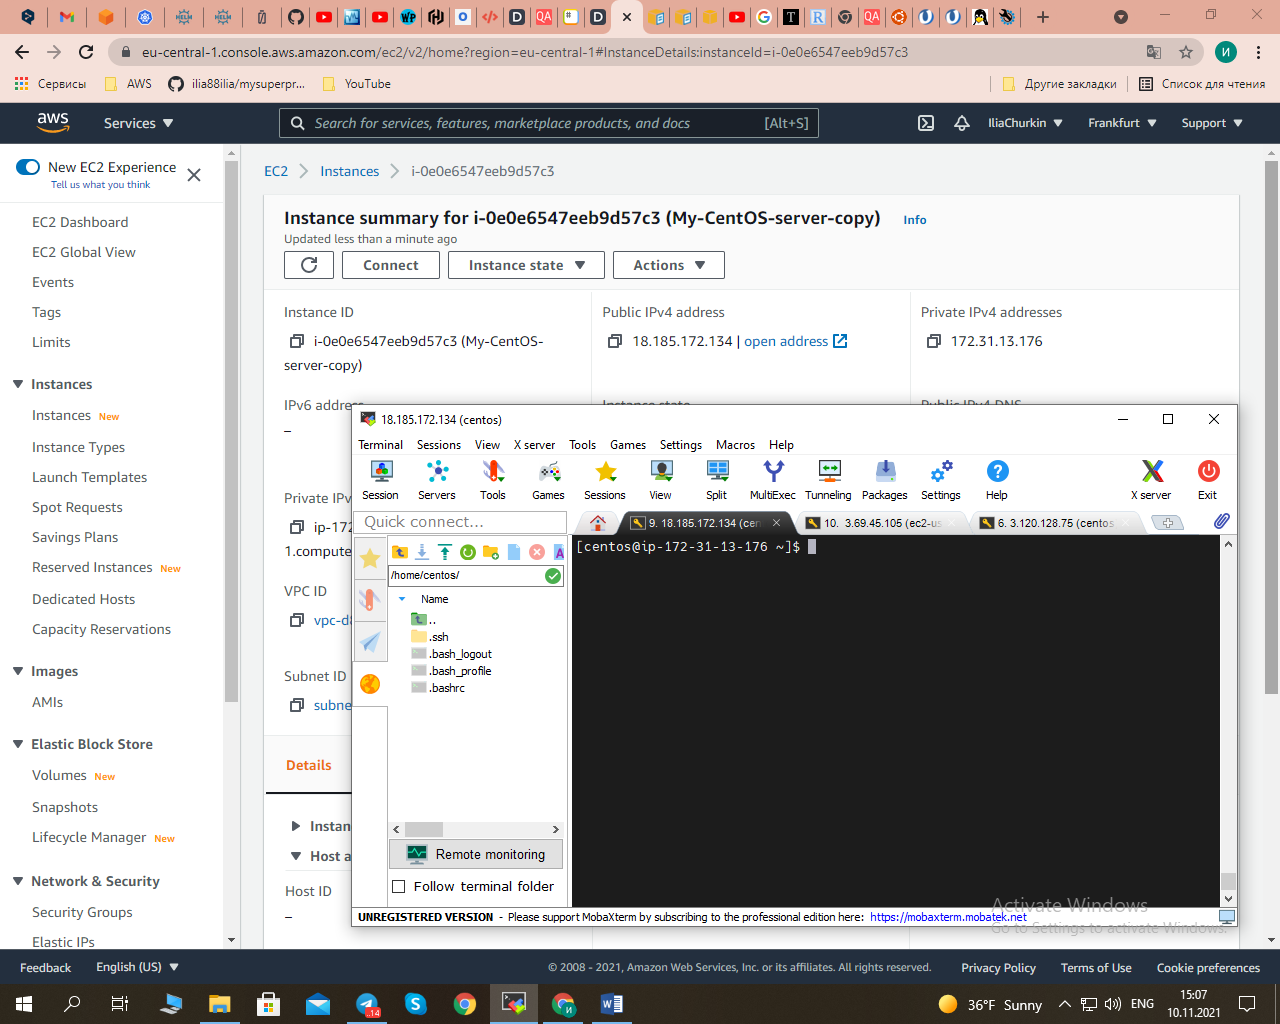 eu-central-1.console.aws.amazon.com/ec2/v2/home?region=eu-central-1#InstanceDetails:instanceId=i-0e0e6547eeb9d57c3
Сервисы
AWS
ilia88ilia/mysuperpr...
YouTube
Другие закладки
Список для чтения
aws
Services
Search for services, features, marketplace products, and docs
[Alt+S]
IliaChurkin
Frankfurt
Support
New EC2 Experience
Tell us what you think
EC2 Dashboard
EC2 Global View
Events
Tags
Limits
Instances
Instances New
Instance Types
Launch Templates
Spot Requests
Savings Plans
Reserved Instances New
Dedicated Hosts
Capacity Reservations
Images
AMIs
Elastic Block Store
Volumes New
Snapshots
Lifecycle Manager New
Network & Security
Security Groups
Elastic IPs
EC2
Instances
i-0e0e6547eeb9d57c3
Instance summary for i-0e0e6547eeb9d57c3 (My-CentOS-server-copy)
Info
Updated less than a minute ago
Connect
Instance state
Actions
Instance ID
i-0e0e6547eeb9d57c3 (My-CentOS-
server-copy)
Public IPv4 address
18.185.172.134 | open address
Private IPv4 addresses
172.31.13.176
IPv6 address
–
Private IPv
ip-172
1.compute
VPC ID
vpc-d
Subnet ID
subne
Details
Instan
Host a
Host ID
–
18.185.172.134 (centos)
Terminal Sessions View X server Tools Games Settings Macros Help
Session Servers Tools Games Sessions View Split MultiExec Tunneling Packages Settings Help X server Exit
Quick connect...
9. 18.185.172.134 (cen
10. 3.69.45.105 (ec2-us
6. 3.120.128.75 (centos
/home/centos/
Name
..
.ssh
.bash_logout
.bash_profile
.bashrc
[centos@ip-172-31-13-176 ~]$
Remote monitoring
Follow terminal folder
UNREGISTERED VERSION - Please support MobaXterm by subscribing to the professional edition here: https://mobaxterm.mobatek.net
Activate Windows
Go to Settings to activate Windows.
Feedback
English (US)
© 2008 - 2021, Amazon Web Services, Inc. or its affiliates. All rights reserved.
Privacy Policy
Terms of Use
Cookie preferences
36°F Sunny
ENG
15:07
10.11.2021